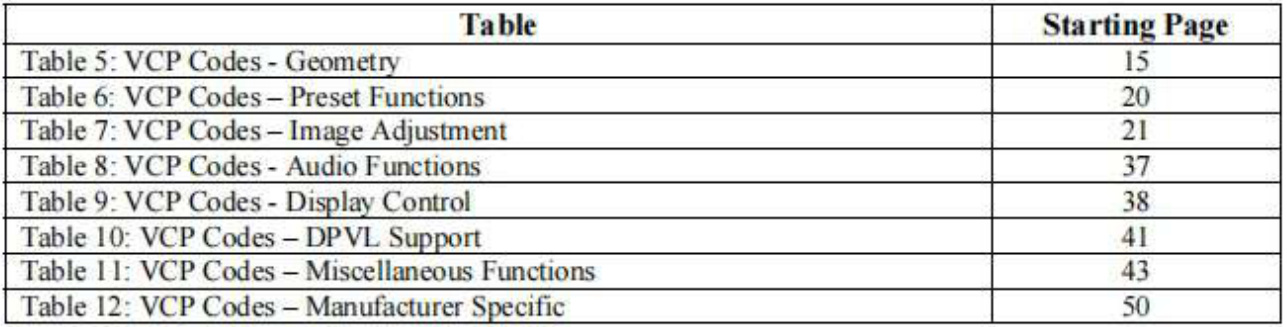 Table Starting Page
Table 5: VCP Codes - Geometry 15
Table 6: VCP Codes – Preset Functions 20
Table 7: VCP Codes – Image Adjustment 21
Table 8: VCP Codes - Audio Functions 37
Table 9: VCP Codes - Display Control 38
Table 10: VCP Codes – DPVL Support 41
Table 11: VCP Codes – Miscellaneous Functions 43
Table 12: VCP Codes – Manufacturer Specific 50